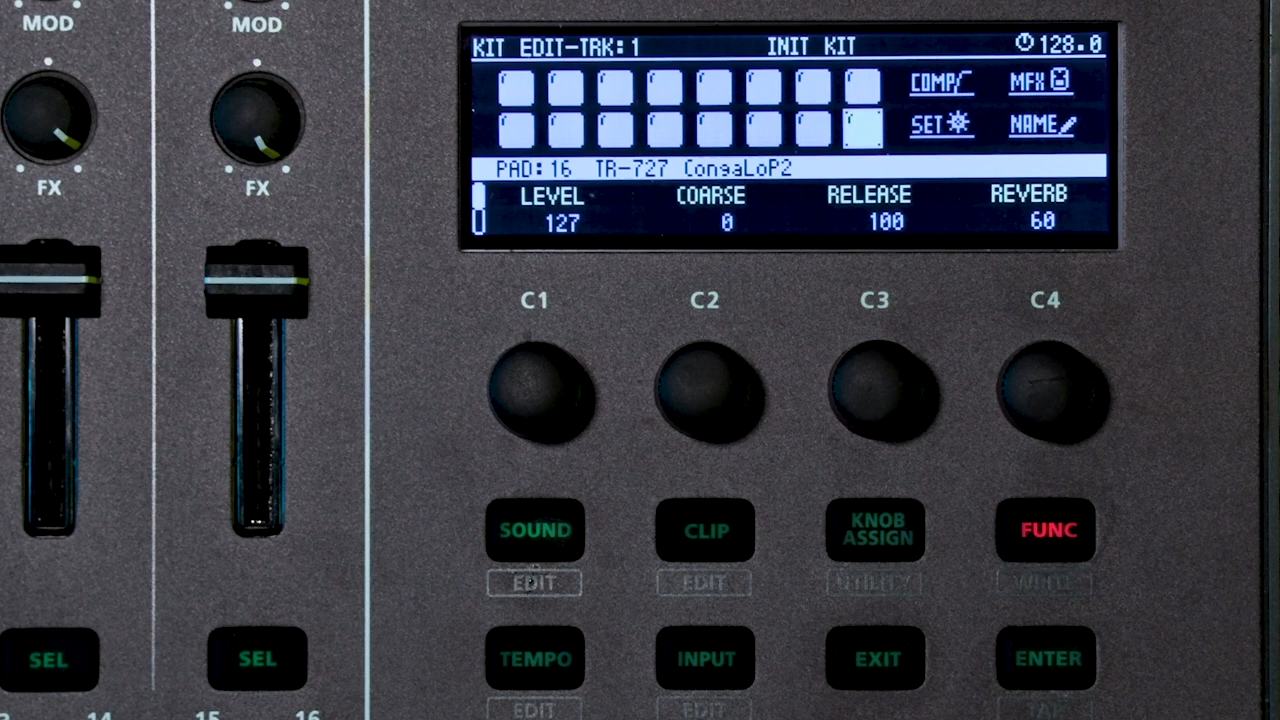 MOD MOD
KIT EDIT-TRK:1 INIT KIT 128.0
COMP MFX
SET NAME
PAD:16 TR-727 CongaLoP2
FX FX
LEVEL COARSE RELEASE REVERB
127 0 100 60
C1 C2 C3 C4
SOUND CLIP KNOB ASSIGN FUNC
EDIT EDIT UTILITY WRITE
SEL SEL TEMPO INPUT EXIT ENTER
14 15 16 EDIT EDIT